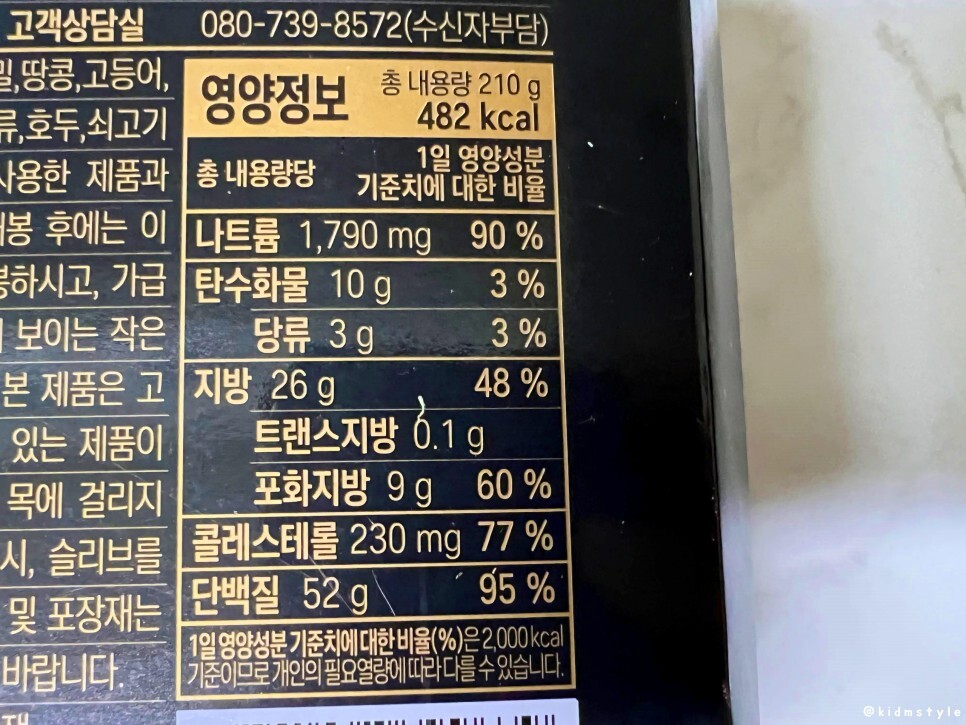 고객상담실 080-739-8572(수신자부담)
밀,땅콩,고등어,
류,호두,쇠고기
사용한 제품과
개봉 후에는 이
봉하시고, 가급
보이는 작은
본 제품은 고
있는 제품이
목에 걸리지
시, 슬리브를
및 포장재는
바랍니다.
영양정보
총 내용량 210 g
482 kcal
총 내용량당
1일 영양성분
기준치에 대한 비율
나트륨 1,790 mg 90 %
탄수화물 10 g 3 %
당류 3 g 3 %
지방 26 g 48 %
트랜스지방 0.1 g
포화지방 9 g 60 %
콜레스테롤 230 mg 77 %
단백질 52 g 95 %
1일 영양성분 기준치에 대한 비율(%)은 2,000 kcal
기준이므로 개인의 필요 열량에 따라 다를 수 있습니다.
@kidmstyle